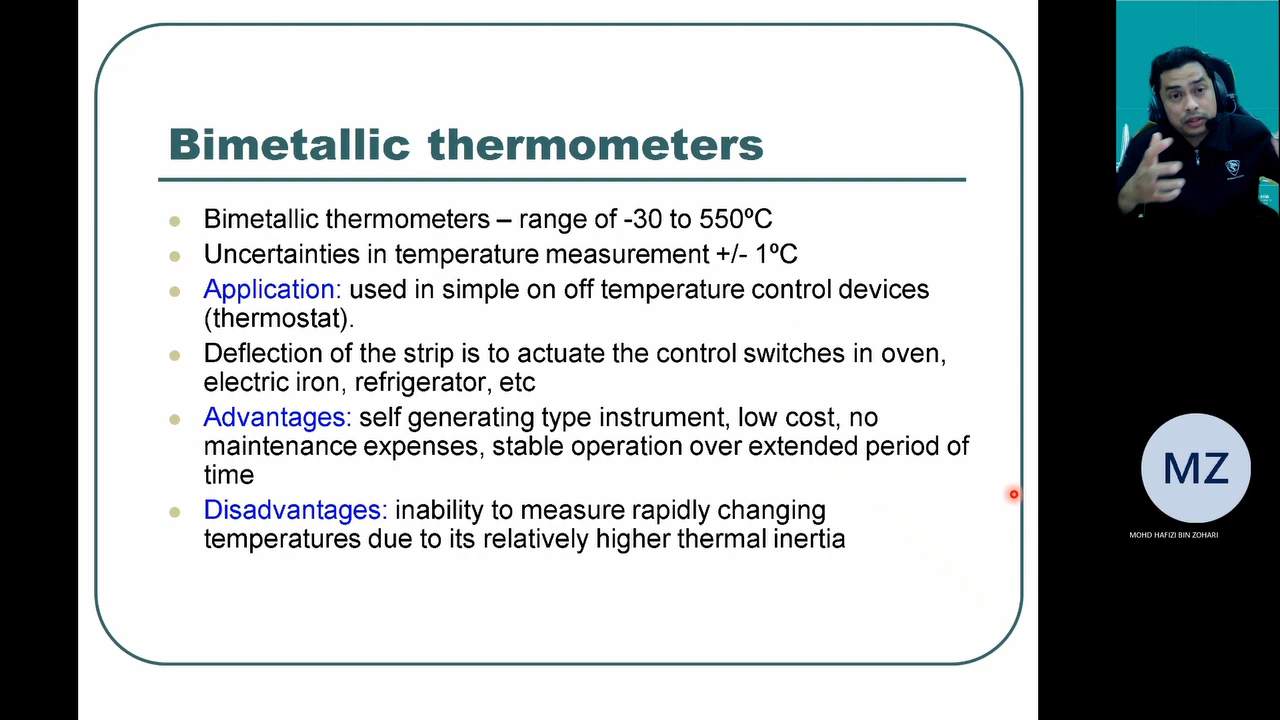 Bimetallic thermometers
Bimetallic thermometers – range of -30 to 550ºC
Uncertainties in temperature measurement +/- 1ºC
Application: used in simple on off temperature control devices
(thermostat).
Deflection of the strip is to actuate the control switches in oven,
electric iron, refrigerator, etc
Advantages: self generating type instrument, low cost, no
maintenance expenses, stable operation over extended period of
time
Disadvantages: inability to measure rapidly changing
temperatures due to its relatively higher thermal inertia
MZ
MOHD HAFIZI BIN ZOHARI